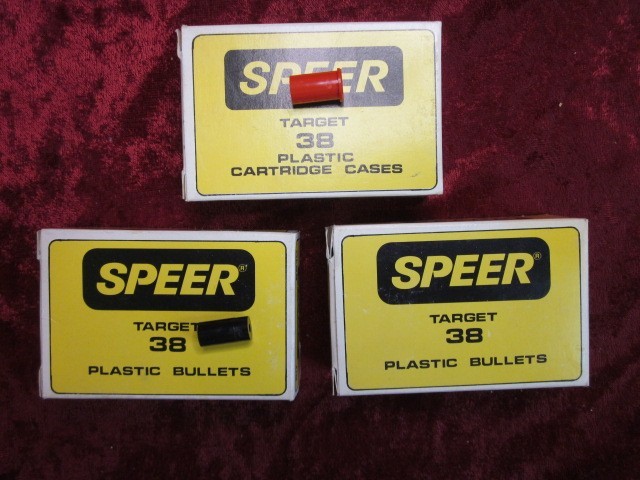 SPEER
TARGET
38
PLASTIC
CARTRIDGE CASES
SPEER®
TARGET
38
PLASTIC BULLETS
SPEER®
TARGET
38
PLASTIC BULLETS